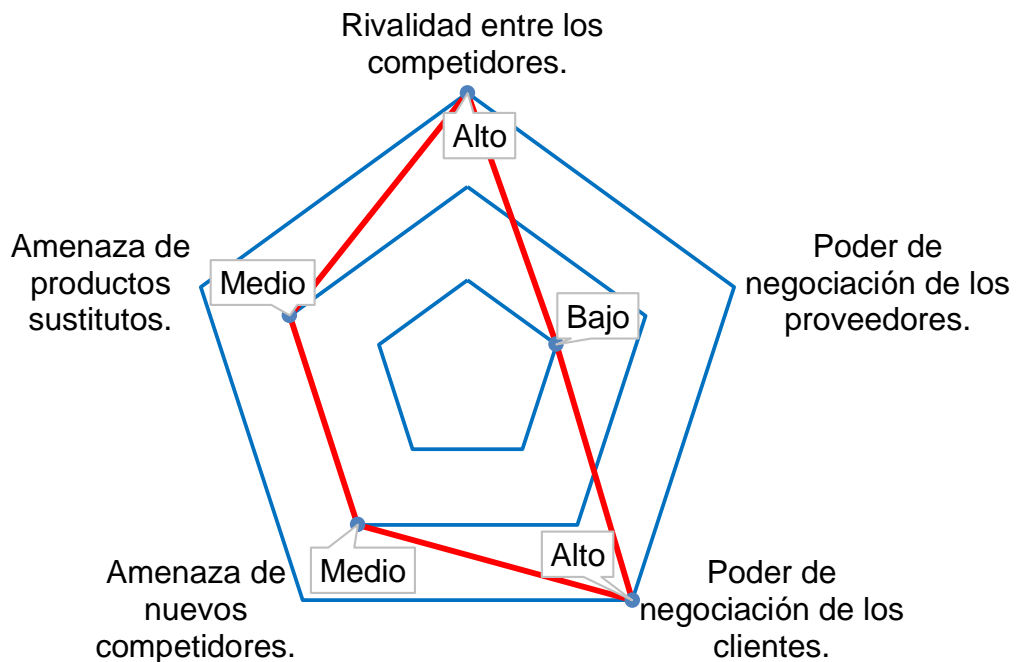 Rivalidad entre los
competidores.
Alto
Amenaza de
productos
sustitutos.
Medio
Bajo
Poder de
negociación de los
proveedores.
Amenaza de
nuevos
competidores.
Medio
Alto
Poder de
negociación de los
clientes.